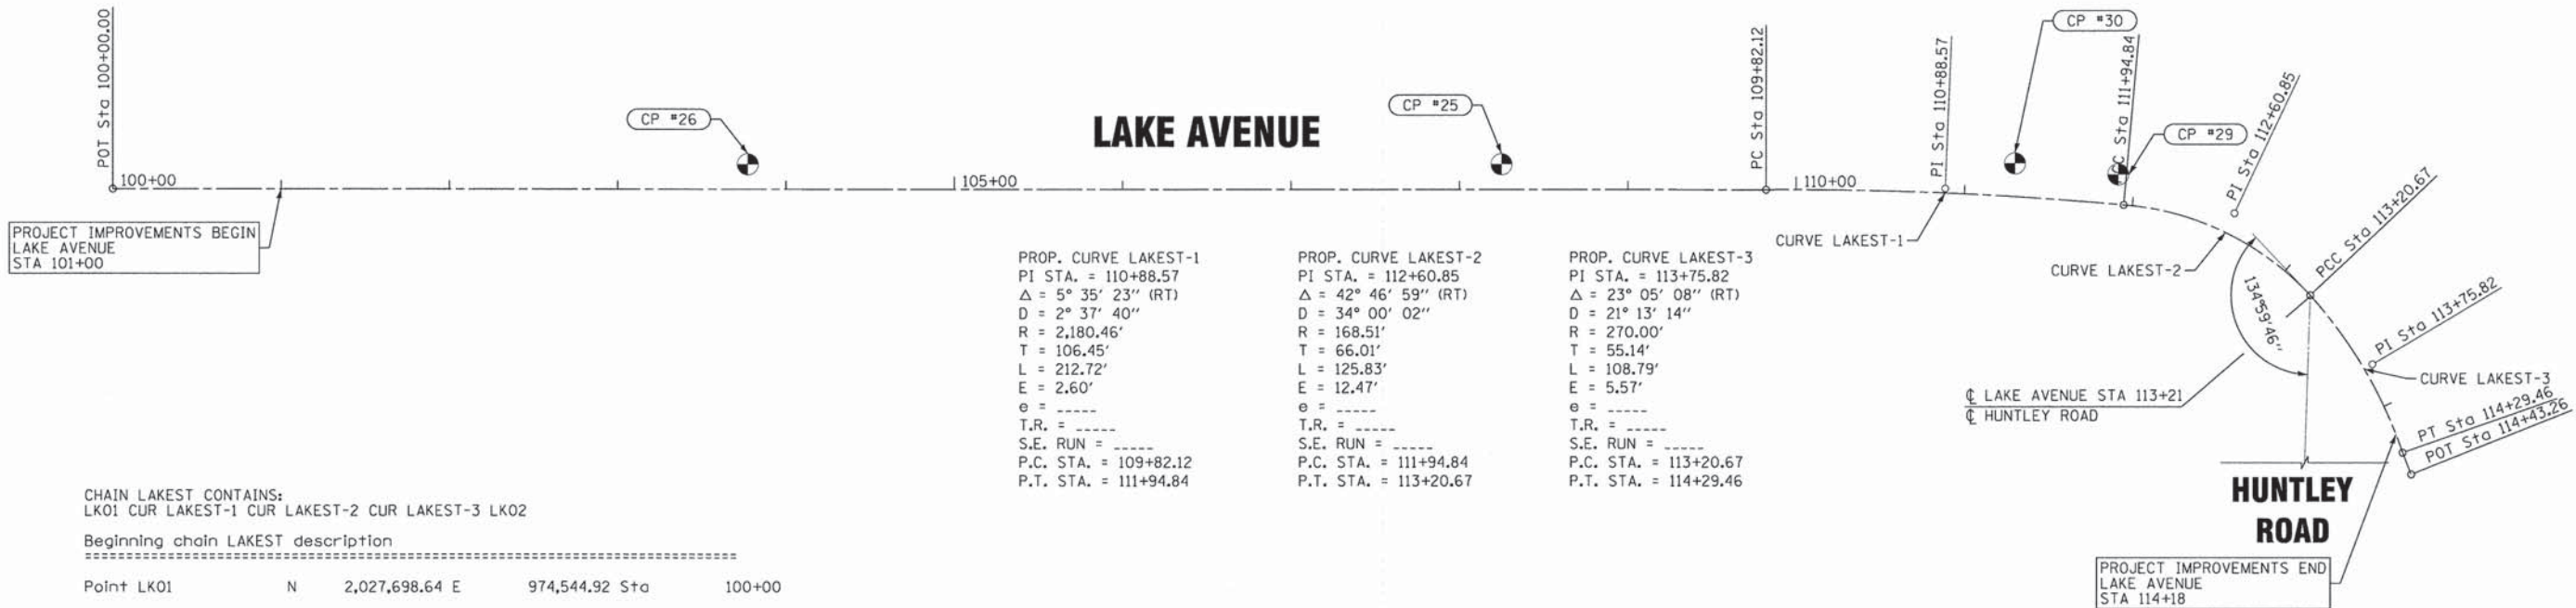 POT Sta 100+00.00
100+00
PROJECT IMPROVEMENTS BEGIN
LAKE AVENUE
STA 101+00
CP #26
105+00
LAKE AVENUE
CP #25
PC Sta 109+82.12
110+00
PI Sta 110+88.57
CP #30
Sta 111+94.84
CP #29
PI Sta 112+60.85
PCC Sta 113+20.67
CURVE LAKEST-1
CURVE LAKEST-2
134°59'46"
PI Sta 113+75.82
CURVE LAKEST-3
℄ LAKE AVENUE STA 113+21
℄ HUNTLEY ROAD
PT Sta 114+29.46
POT Sta 114+43.26
HUNTLEY
ROAD
PROJECT IMPROVEMENTS END
LAKE AVENUE
STA 114+18
PROP. CURVE LAKEST-1
PI STA. = 110+88.57
Δ = 5° 35' 23" (RT)
D = 2° 37' 40"
R = 2,180.46'
T = 106.45'
L = 212.72'
E = 2.60'
e = -----
T.R. = -----
S.E. RUN = -----
P.C. STA. = 109+82.12
P.T. STA. = 111+94.84
PROP. CURVE LAKEST-2
PI STA. = 112+60.85
Δ = 42° 46' 59" (RT)
D = 34° 00' 02"
R = 168.51'
T = 66.01'
L = 125.83'
E = 12.47'
e = -----
T.R. = -----
S.E. RUN = -----
P.C. STA. = 111+94.84
P.T. STA. = 113+20.67
PROP. CURVE LAKEST-3
PI STA. = 113+75.82
Δ = 23° 05' 08" (RT)
D = 21° 13' 14"
R = 270.00'
T = 55.14'
L = 108.79'
E = 5.57'
e = -----
T.R. = -----
S.E. RUN = -----
P.C. STA. = 113+20.67
P.T. STA. = 114+29.46
CHAIN LAKEST CONTAINS:
LK01 CUR LAKEST-1 CUR LAKEST-2 CUR LAKEST-3 LK02
Beginning chain LAKEST description
Point LK01 N 2,027,698.64 E 974,544.92 Sta 100+00